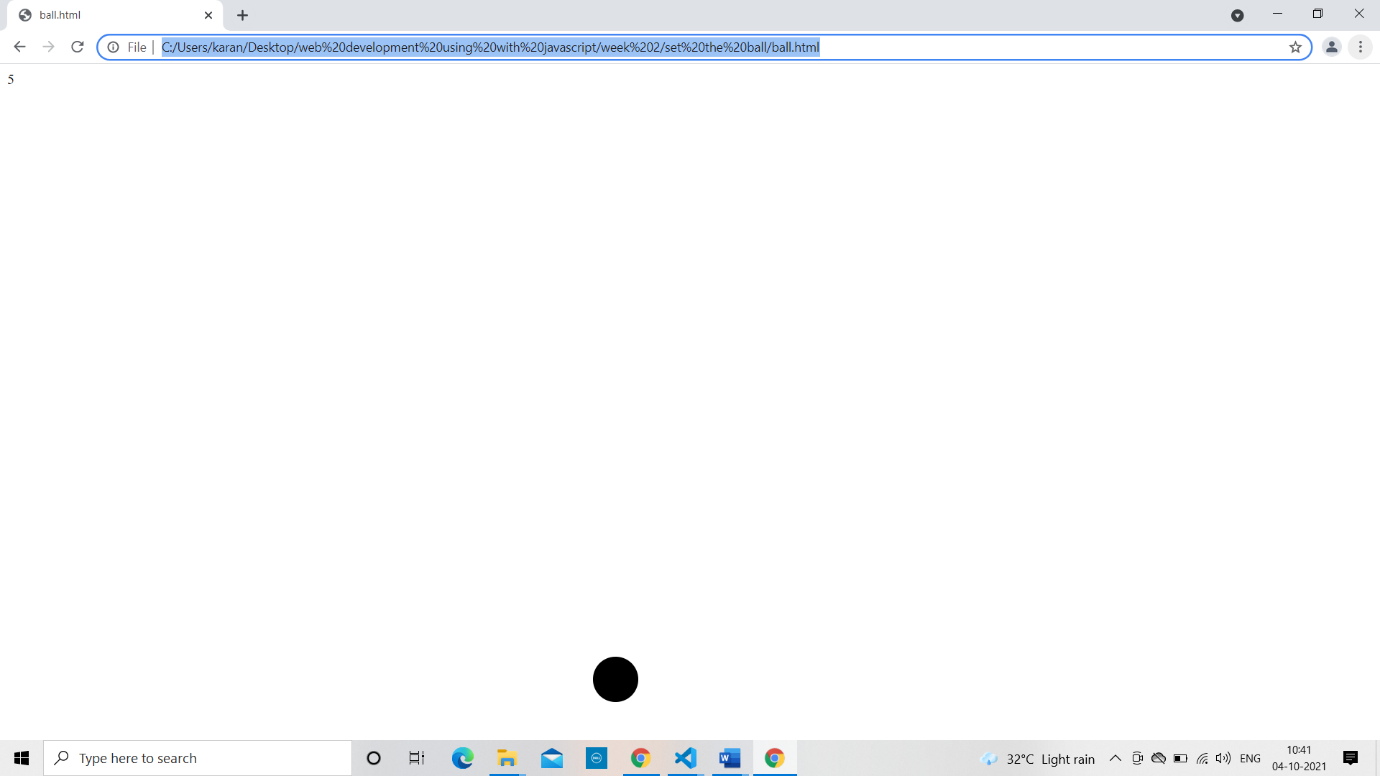 ball.html
File | C:/Users/karan/Desktop/web%20development%20using%20with%20javascript/week%202/set%20the%20ball/ball.html
5
Type here to search
W
32°C Light rain
ENG
10:41
04-10-2021